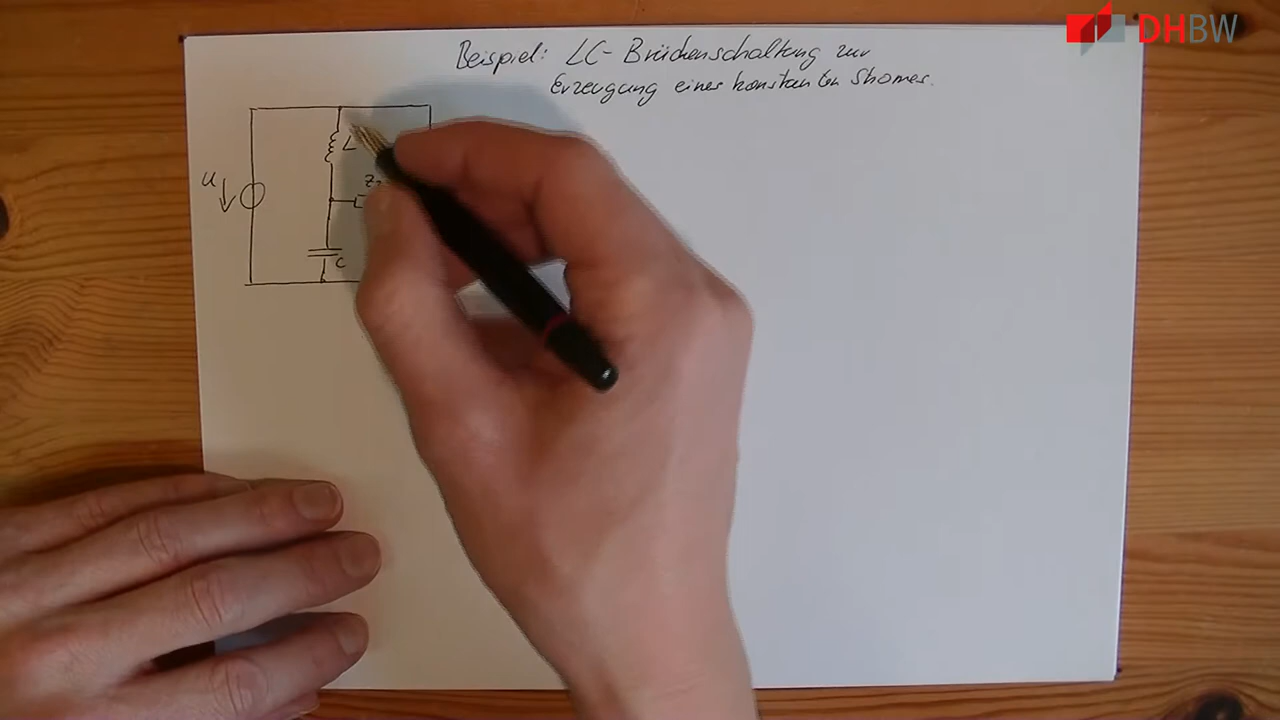 DHBW
Beispiel: LC-Brückenschaltung zur
Erzeugung eines konstanten Stromes.
L
u
Z
C